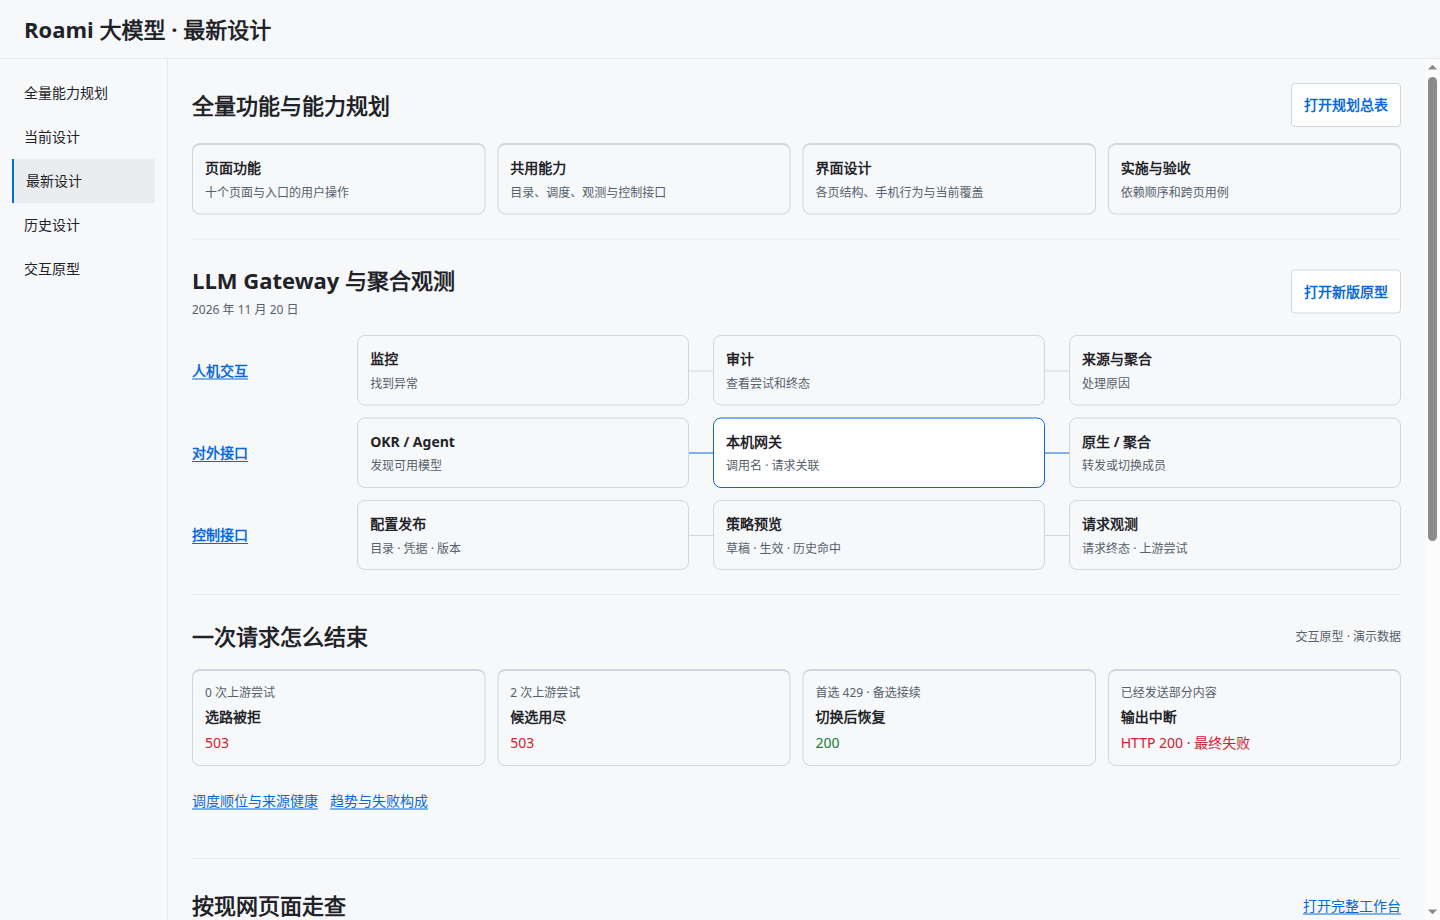 Roami 大模型 · 最新设计
全量能力规划
当前设计
最新设计
历史设计
交互原型
全量功能与能力规划
打开规划总表
页面功能
十个页面与入口的用户操作
共用能力
目录、调度、观测与控制接口
界面设计
各页结构、手机行为与当前覆盖
实施与验收
依赖顺序和跨页用例
LLM Gateway 与聚合观测
2026 年 11 月 20 日
打开新版原型
人机交互
监控
找到异常
审计
查看尝试和终态
来源与聚合
处理原因
对外接口
OKR / Agent
发现可用模型
本机网关
调用名 · 请求关联
原生 / 聚合
转发或切换成员
控制接口
配置发布
目录 · 凭据 · 版本
策略预览
草稿 · 生效 · 历史命中
请求观测
请求终态 · 上游尝试
一次请求怎么结束
交互原型 · 演示数据
0 次上游尝试
选路被拒
503
2 次上游尝试
候选用尽
503
首选 429 · 备选接续
切换后恢复
200
已经发送部分内容
输出中断
HTTP 200 · 最终失败
调度顺位与来源健康
趋势与失败构成
按现网页面走查
打开完整工作台